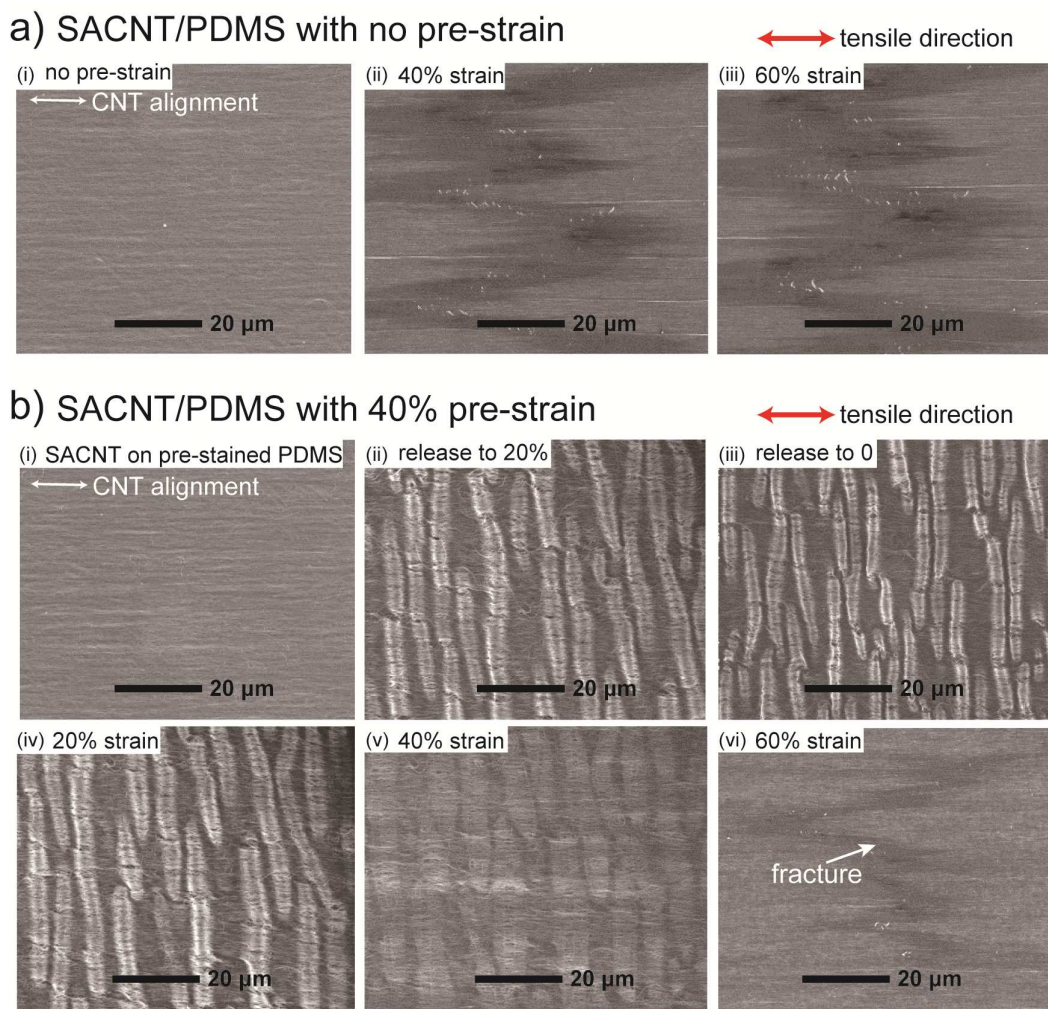 a) SACNT/PDMS with no pre-strain
tensile direction
(i) no pre-strain
CNT alignment
20 µm
(ii) 40% strain
20 µm
(iii) 60% strain
20 µm
b) SACNT/PDMS with 40% pre-strain
tensile direction
(i) SACNT on pre-stained PDMS
CNT alignment
20 µm
(ii) release to 20%
20 µm
(iii) release to 0
20 µm
(iv) 20% strain
20 µm
(v) 40% strain
20 µm
(vi) 60% strain
fracture
20 µm